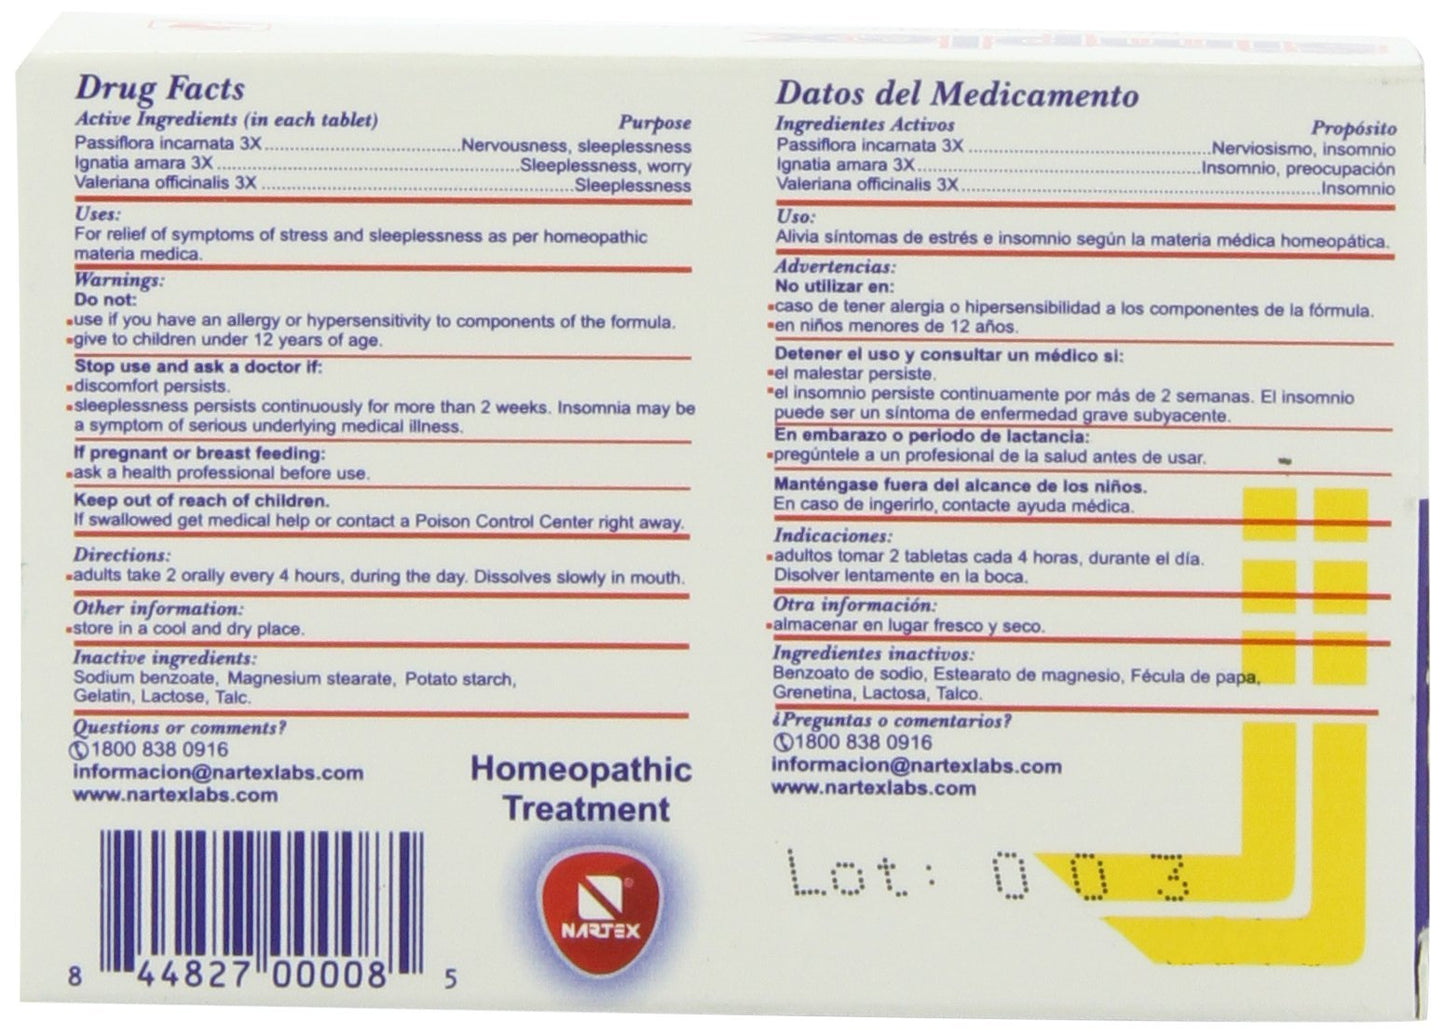 Drug Facts
Active Ingredients (in each tablet) Purpose
Passiflora incarnata 3X..............................Nervousness, sleeplessness
Ignatia amara 3X..............................Sleeplessness, worry
Valeriana officinalis 3X..............................Sleeplessness
Uses:
For relief of symptoms of stress and sleeplessness as per homeopathic
materia medica.
Warnings:
Do not:
▪use if you have an allergy or hypersensitivity to components of the formula.
▪give to children under 12 years of age.
Stop use and ask a doctor if:
▪discomfort persists.
▪sleeplessness persists continuously for more than 2 weeks. Insomnia may be
a symptom of serious underlying medical illness.
If pregnant or breast feeding:
▪ask a health professional before use.
Keep out of reach of children.
If swallowed get medical help or contact a Poison Control Center right away.
Directions:
▪adults take 2 orally every 4 hours, during the day. Dissolves slowly in mouth.
Other information:
▪store in a cool and dry place.
Inactive ingredients:
Sodium benzoate, Magnesium stearate, Potato starch,
Gelatin, Lactose, Talc.
Questions or comments?
1800 838 0916
informacion@nartexlabs.com
www.nartexlabs.com
Homeopathic
Treatment
N®
NARTEX
8 44827 00008 5
Datos del Medicamento
Ingredientes Activos Propósito
Passiflora incarnata 3X..............................Nerviosismo, insomnio
Ignatia amara 3X..............................Insomnio, preocupación
Valeriana officinalis 3X..............................Insomnio
Uso:
Alivia síntomas de estrés e insomnio según la materia médica homeopática.
Advertencias:
No utilizar en:
▪caso de tener alergia o hipersensibilidad a los componentes de la fórmula.
▪en niños menores de 12 años.
Detener el uso y consultar un médico si:
▪el malestar persiste.
▪el insomnio persiste continuamente por más de 2 semanas. El insomnio
puede ser un síntoma de enfermedad grave subyacente.
En embarazo o periodo de lactancia:
▪pregúntele a un profesional de la salud antes de usar.
Manténgase fuera del alcance de los niños.
En caso de ingerirlo, contacte ayuda médica.
Indicaciones:
▪adultos tomar 2 tabletas cada 4 horas, durante el día.
Disolver lentamente en la boca.
Otra información:
▪almacenar en lugar fresco y seco.
Ingredientes inactivos:
Benzoato de sodio, Estearato de magnesio, Fécula de papa,
Grenetina, Lactosa, Talco.
¿Preguntas o comentarios?
1800 838 0916
informacion@nartexlabs.com
www.nartexlabs.com
Lot: 003